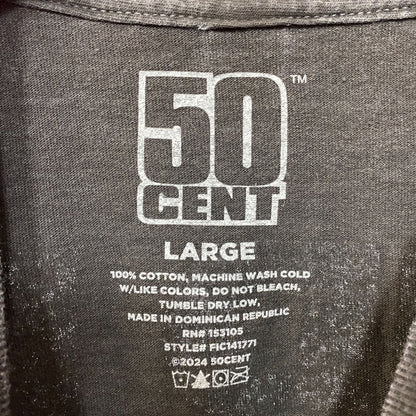 50™
CENT
LARGE
100% COTTON, MACHINE WASH COLD
W/LIKE COLORS, DO NOT BLEACH,
TUMBLE DRY LOW,
MADE IN DOMINICAN REPUBLIC
RN# 153105
STYLE# FIC141771
©2024 50CENT